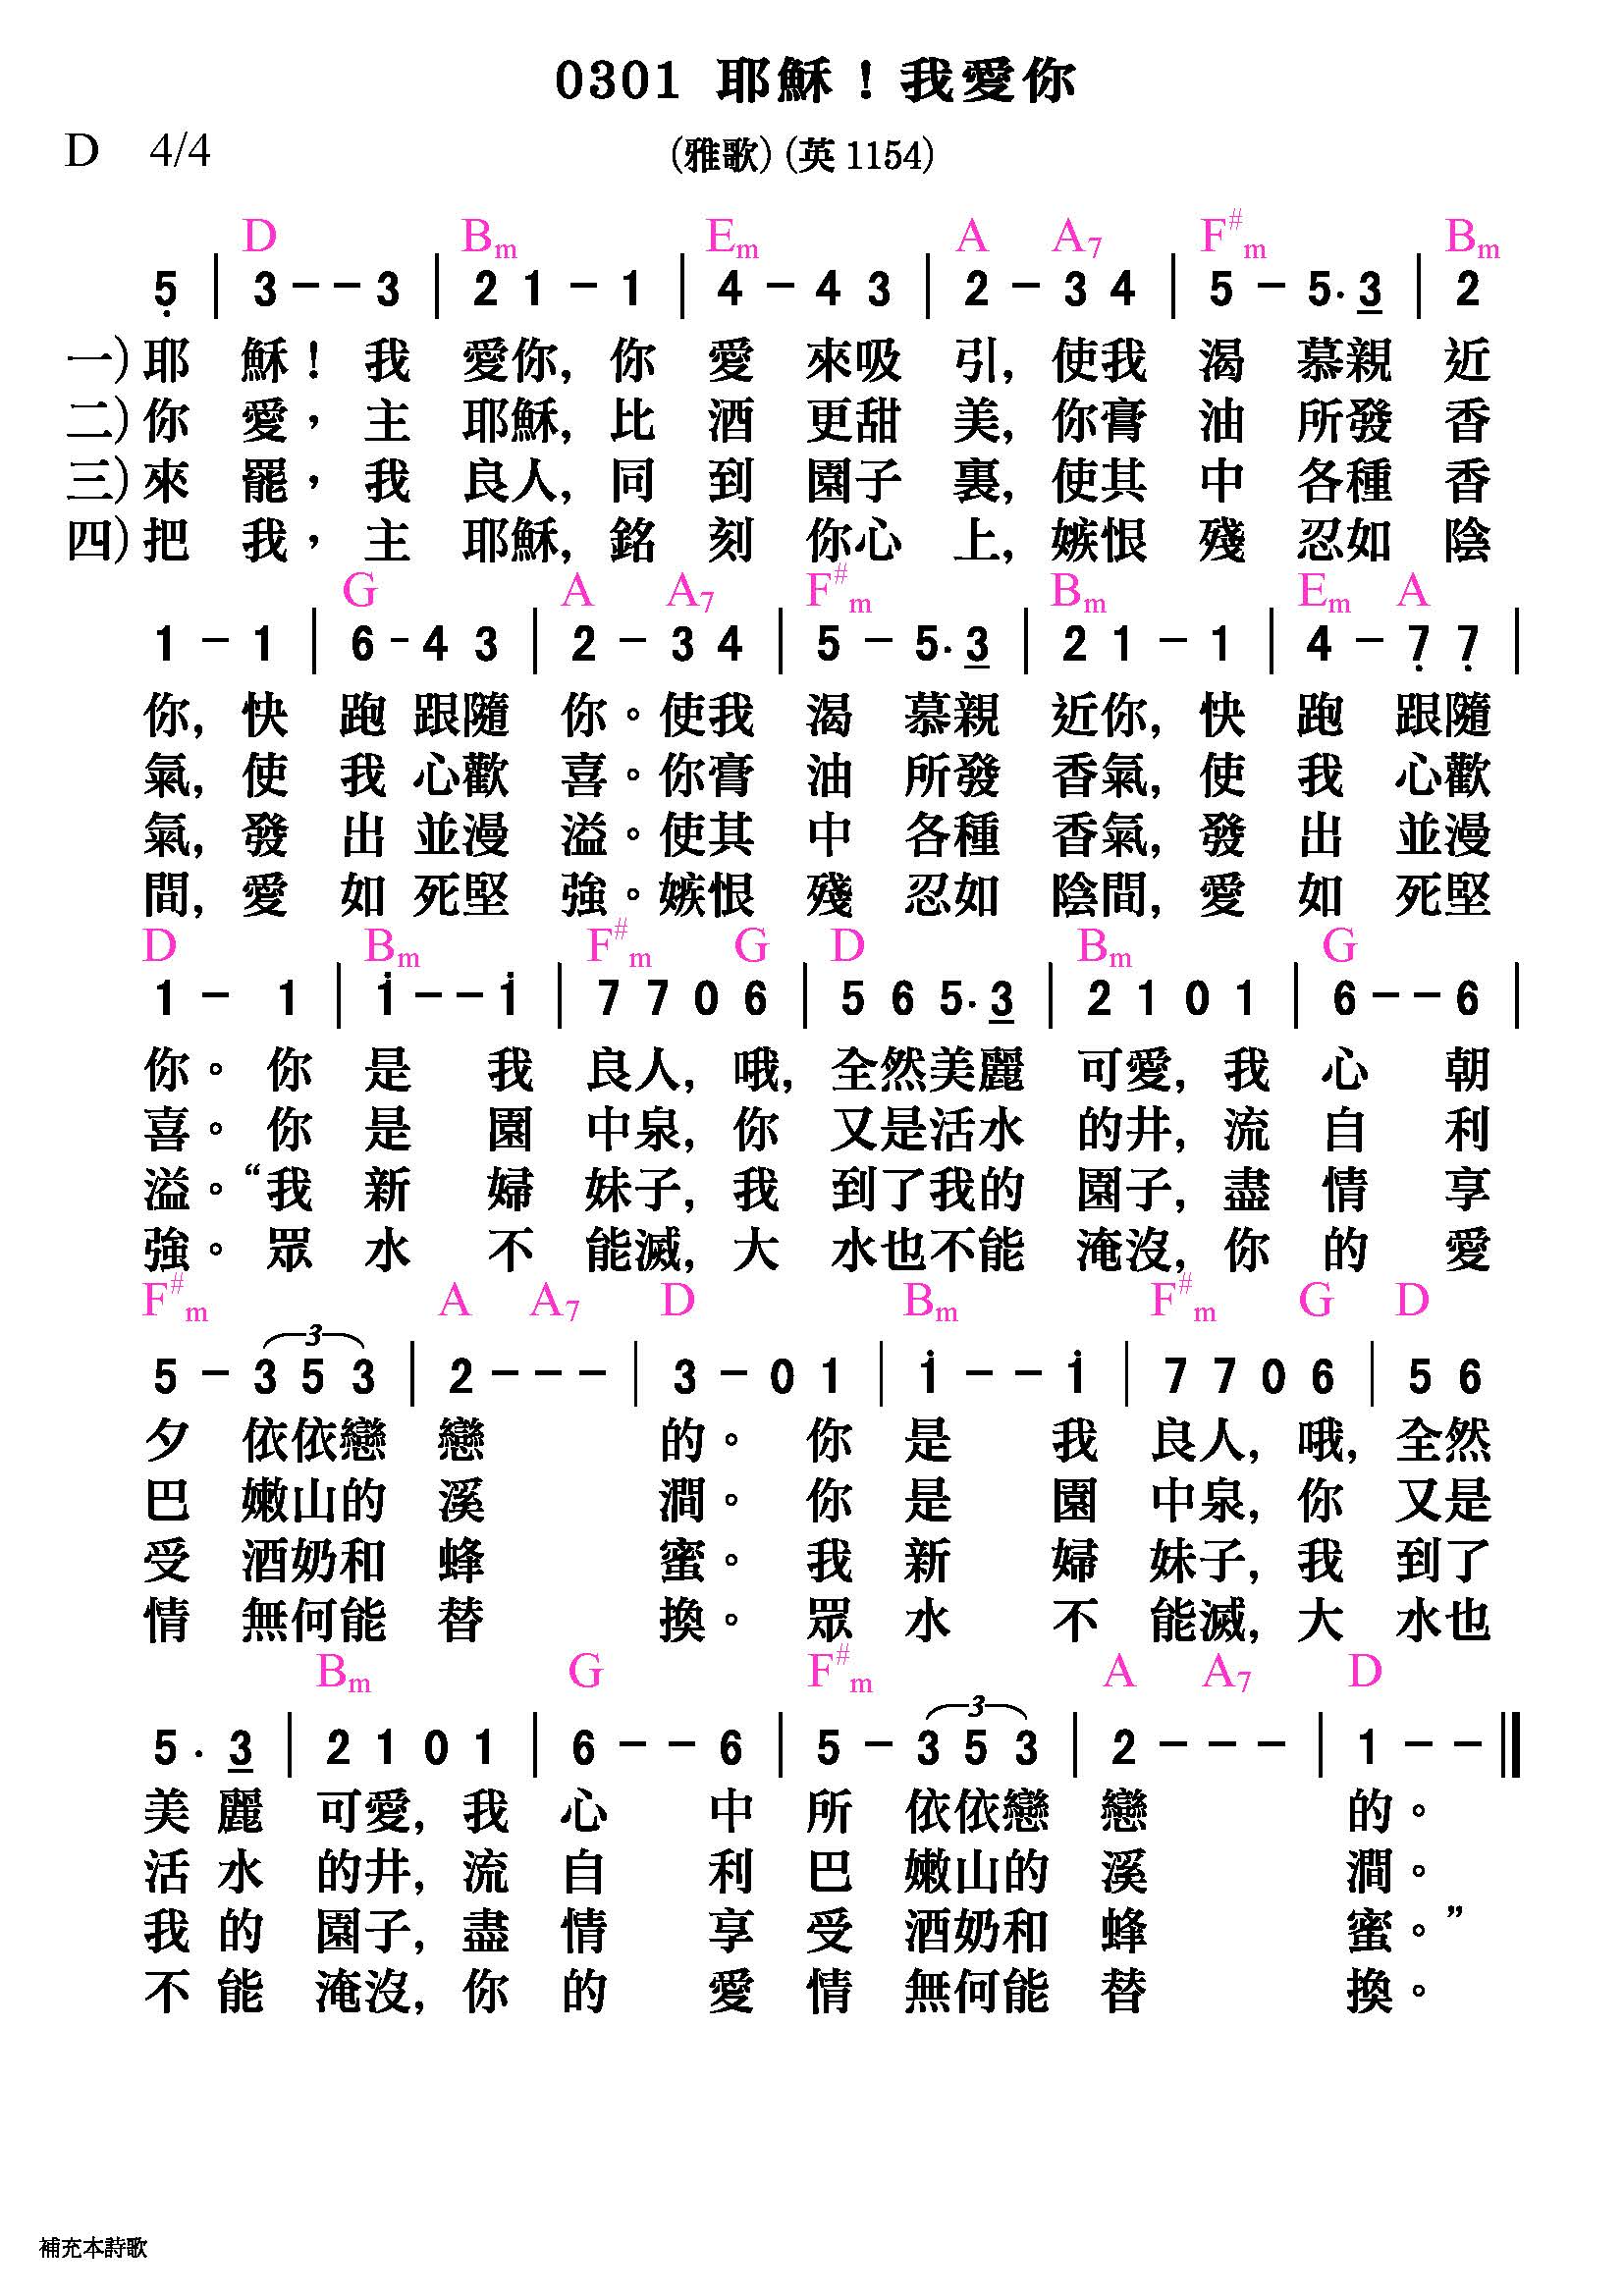 0301 耶穌！我愛你
D 4/4 (雅歌)(英1154)
D Bm Em A A7 F#m Bm
5̣ | 3 - - 3 | 2 1 - 1 | 4 - 4 3 | 2 - 3 4 | 5 - 5. 3̲ | 2
一)耶 穌！ 我 愛你, 你 愛 來吸 引, 使我 渴 慕親 近
二)你 愛， 主 耶穌, 比 酒 更甜 美, 你膏 油 所發 香
三)來 罷， 我 良人, 同 到 園子 裏, 使其 中 各種 香
四)把 我， 主 耶穌, 銘 刻 你心 上, 嫉恨 殘 忍如 陰
G A A7 F#m Bm Em A
1 - 1 | 6 - 4 3 | 2 - 3 4 | 5 - 5. 3̲ | 2 1 - 1 | 4 - 7̣ 7̣ |
你, 快 跑 跟隨 你。使我 渴 慕親 近你, 快 跑 跟隨
氣, 使 我 心歡 喜。你膏 油 所發 香氣, 使 我 心歡
氣, 發 出 並漫 溢。使其 中 各種 香氣, 發 出 並漫
間, 愛 如 死堅 強。嫉恨 殘 忍如 陰間, 愛 如 死堅
D Bm F#m G D Bm G
1 - 1 | 1̇ - - 1̇ | 7 7 0 6 | 5 6 5. 3̲ | 2 1 0 1 | 6 - - 6 |
你。 你 是 我 良人, 哦, 全然美麗 可愛, 我 心 朝
喜。 你 是 園 中泉, 你 又是活水 的井, 流 自 利
溢。“我 新 婦 妹子, 我 到了我的 園子, 盡 情 享
強。 眾 水 不 能滅, 大 水也不能 淹沒, 你 的 愛
F#m A A7 D Bm F#m G D
3
5 - 3 5 3 | 2 - - - | 3 - 0 1 | 1̇ - - 1̇ | 7 7 0 6 | 5 6
夕 依依戀 戀 的。 你 是 我 良人, 哦, 全然
巴 嫩山的 溪 澗。 你 是 園 中泉, 你 又是
受 酒奶和 蜂 蜜。 我 新 婦 妹子, 我 到了
情 無何能 替 換。 眾 水 不 能滅, 大 水也
Bm G F#m A A7 D
3
5 . 3̲ | 2 1 0 1 | 6 - - 6 | 5 - 3 5 3 | 2 - - - | 1 - - ‖
美 麗 可愛, 我 心 中 所 依依戀 戀 的。
活 水 的井, 流 自 利 巴 嫩山的 溪 澗。
我 的 園子, 盡 情 享 受 酒奶和 蜂 蜜。”
不 能 淹沒, 你 的 愛 情 無何能 替 換。
補充本詩歌